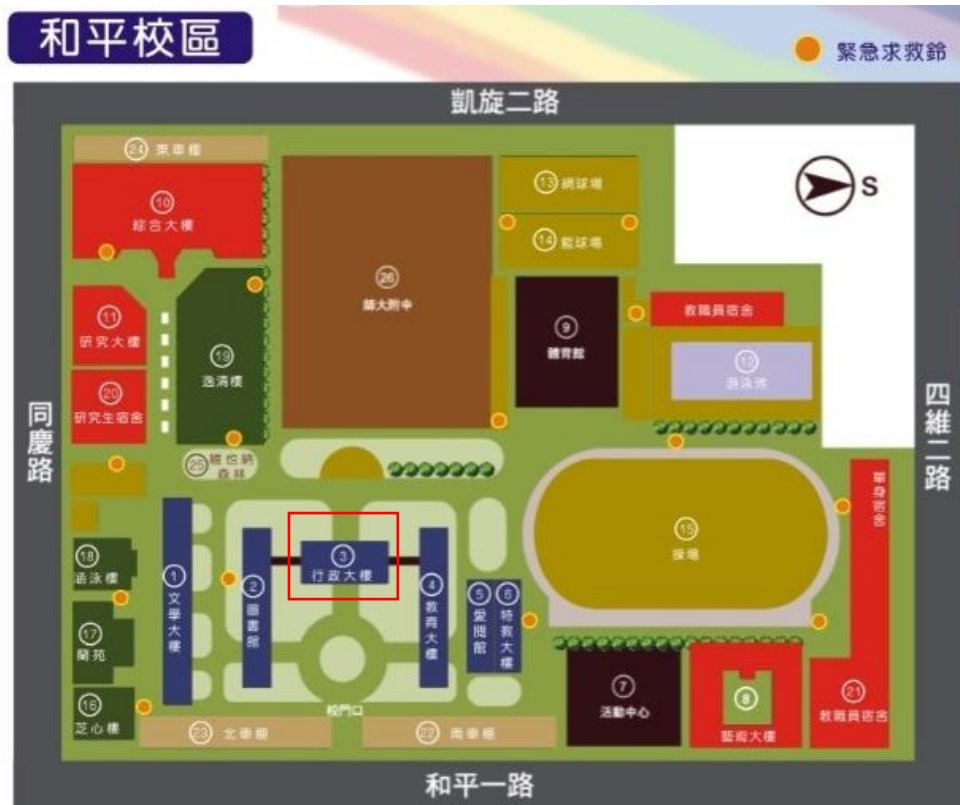 和平校區
緊急求救鈴
凱旋二路
24 東車棚
10
綜合大樓
13 網球場
14 籃球場
S
26
師大附中
11
研究大樓
19
逸清樓
9
體育館
教職員宿舍
12
游泳池
20
研究生宿舍
同慶路
四維二路
25 維也納
森林
單身宿舍
15
操場
18
涵泳樓
1
文學大樓
2
圖書館
3
行政大樓
4
教育大樓
5
愛閱館
6
特教大樓
17
蘭苑
16
芝心樓
校門口
7
活動中心
8
藝術大樓
21
教職員宿舍
23 北車棚
22 南車棚
和平一路